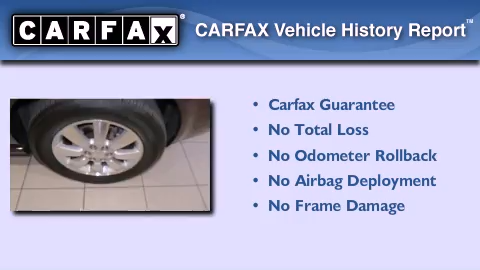 CARFAX® CARFAX Vehicle History Report™
• Carfax Guarantee
• No Total Loss
• No Odometer Rollback
• No Airbag Deployment
• No Frame Damage